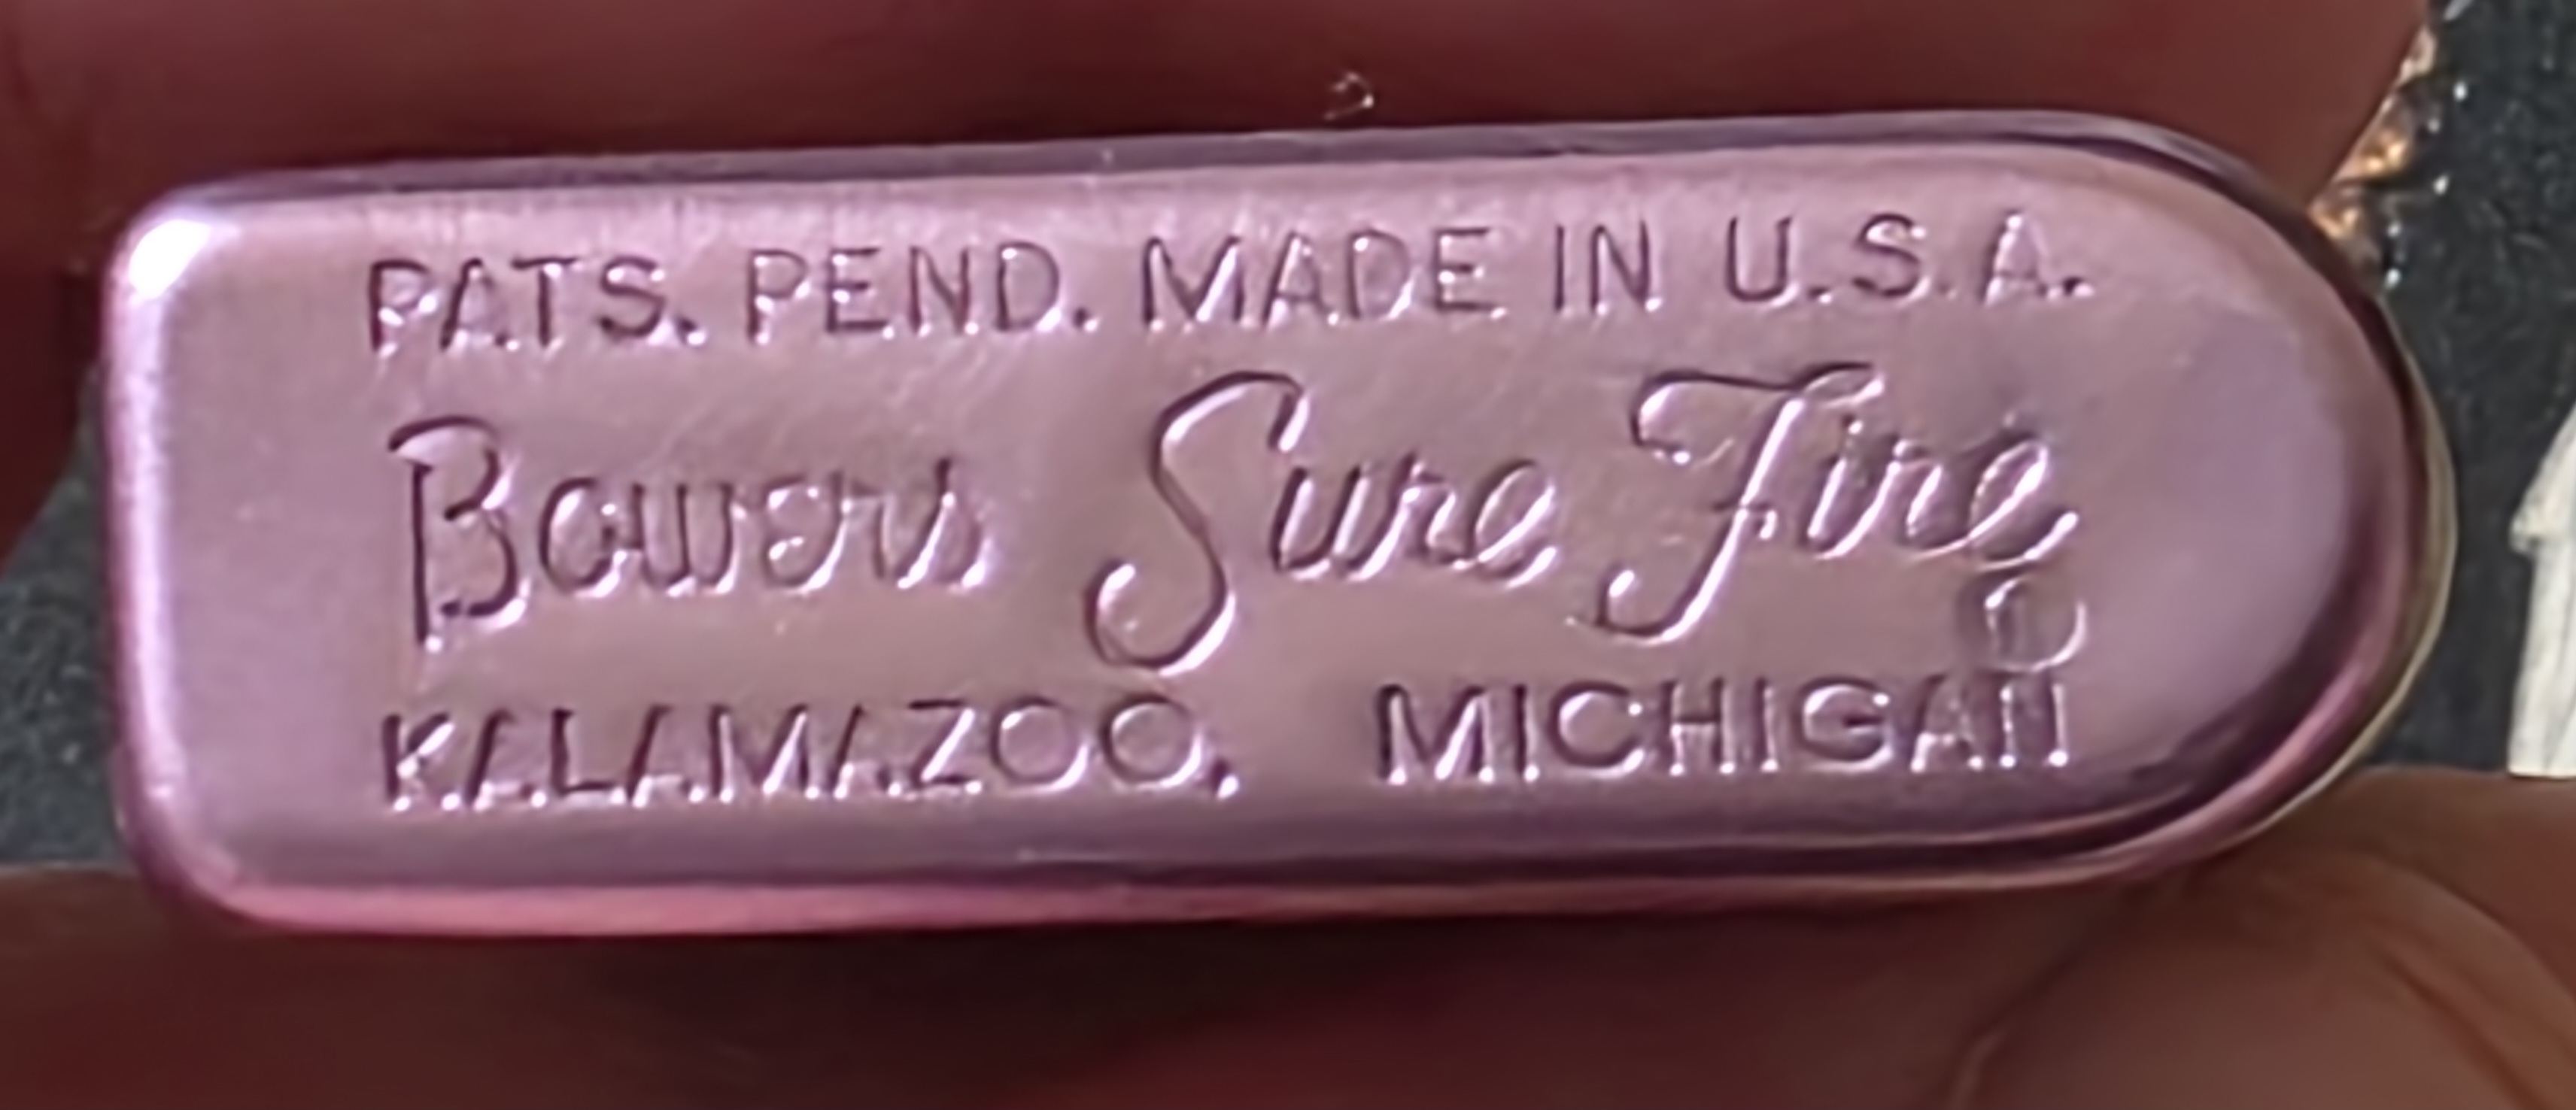 PATS. PEND. MADE IN U.S.A.
Bowers Sure Fire
KALAMAZOO, MICHIGAN